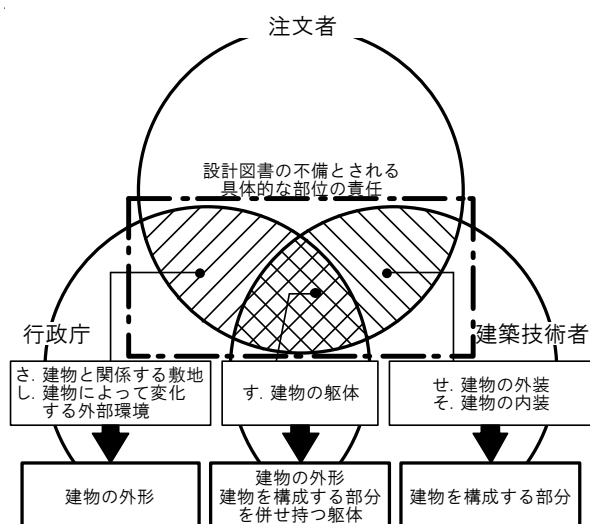 注文者
設計図書の不備とされる
具体的な部位の責任
行政庁
建築技術者
さ. 建物と関係する敷地
し. 建物によって変化
する外部環境
す. 建物の躯体
せ. 建物の外装
そ. 建物の内装
建物の外形
建物の外形
建物を構成する部分
を併せ持つ躯体
建物を構成する部分